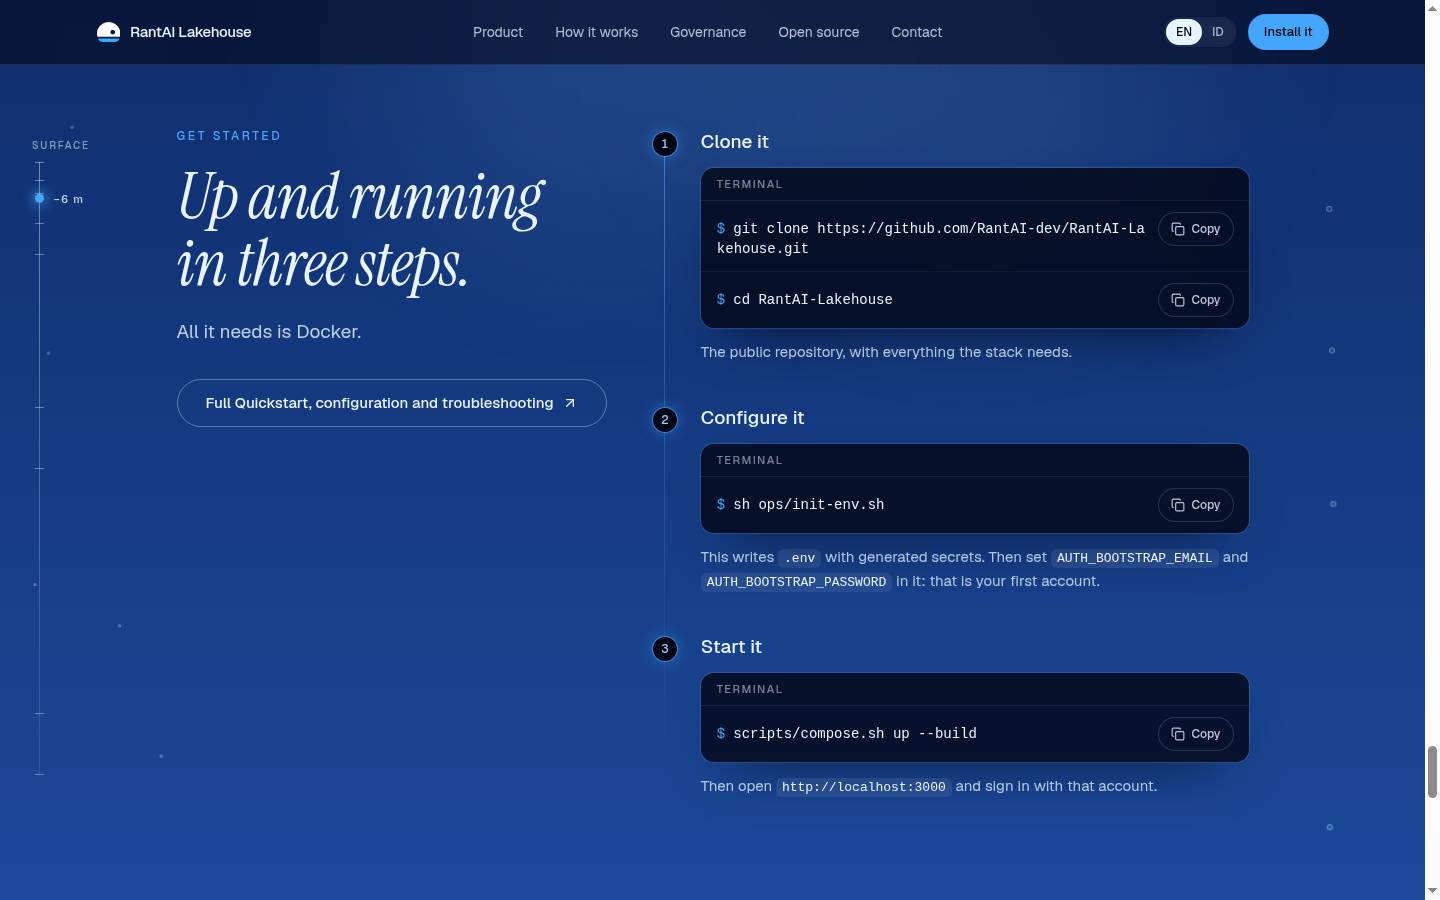 RantAI Lakehouse
Product
How it works
Governance
Open source
Contact
EN
ID
Install it
SURFACE
-6 m
GET STARTED
Up and running
in three steps.
All it needs is Docker.
Full Quickstart, configuration and troubleshooting
1
Clone it
TERMINAL
$ git clone https://github.com/RantAI-dev/RantAI-La
kehouse.git
Copy
$ cd RantAI-Lakehouse
Copy
The public repository, with everything the stack needs.
2
Configure it
TERMINAL
$ sh ops/init-env.sh
Copy
This writes .env with generated secrets. Then set AUTH_BOOTSTRAP_EMAIL and
AUTH_BOOTSTRAP_PASSWORD in it: that is your first account.
3
Start it
TERMINAL
$ scripts/compose.sh up --build
Copy
Then open http://localhost:3000 and sign in with that account.